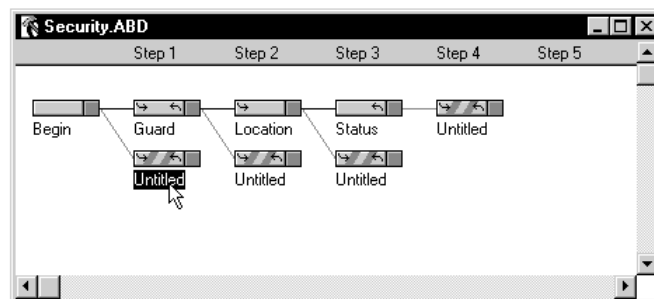 Security.ABD
Step 1 Step 2 Step 3 Step 4 Step 5
Begin Guard Location Status Untitled
Untitled Untitled Untitled